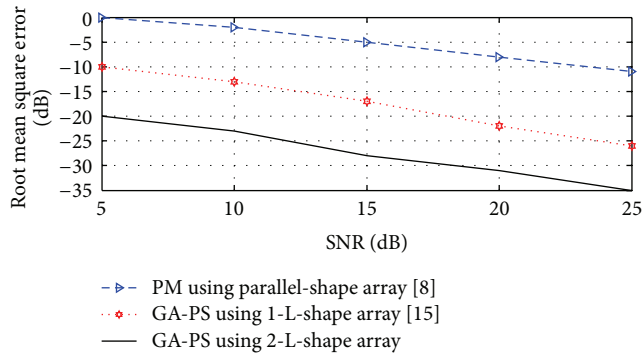 Root mean square error
(dB)
0
−5
−10
−15
−20
−25
−30
−35
5
10
15
20
25
SNR (dB)
PM using parallel-shape array [8]
GA-PS using 1-L-shape array [15]
GA-PS using 2-L-shape array